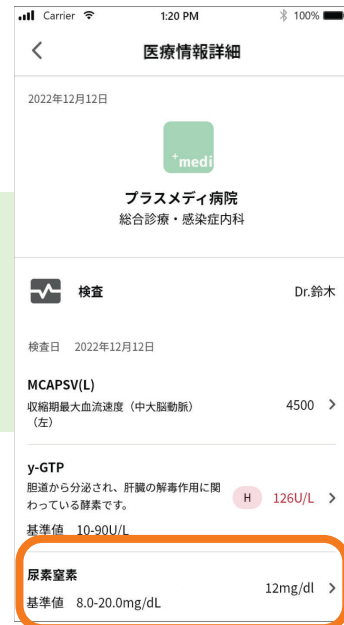 Carrier 1:20 PM 100%
医療情報詳細
2022年12月12日
+medi
プラスメディ病院
総合診療・感染症内科
検査 Dr.鈴木
検査日 2022年12月12日
MCAPSV(L)
収縮期最大血流速度（中大脳動脈）
（左）
4500
y-GTP
胆道から分泌され、肝臓の解毒作用に関
わっている酵素です。
H 126U/L
基準値 10-90U/L
尿素窒素
12mg/dl
基準値 8.0-20.0mg/dL